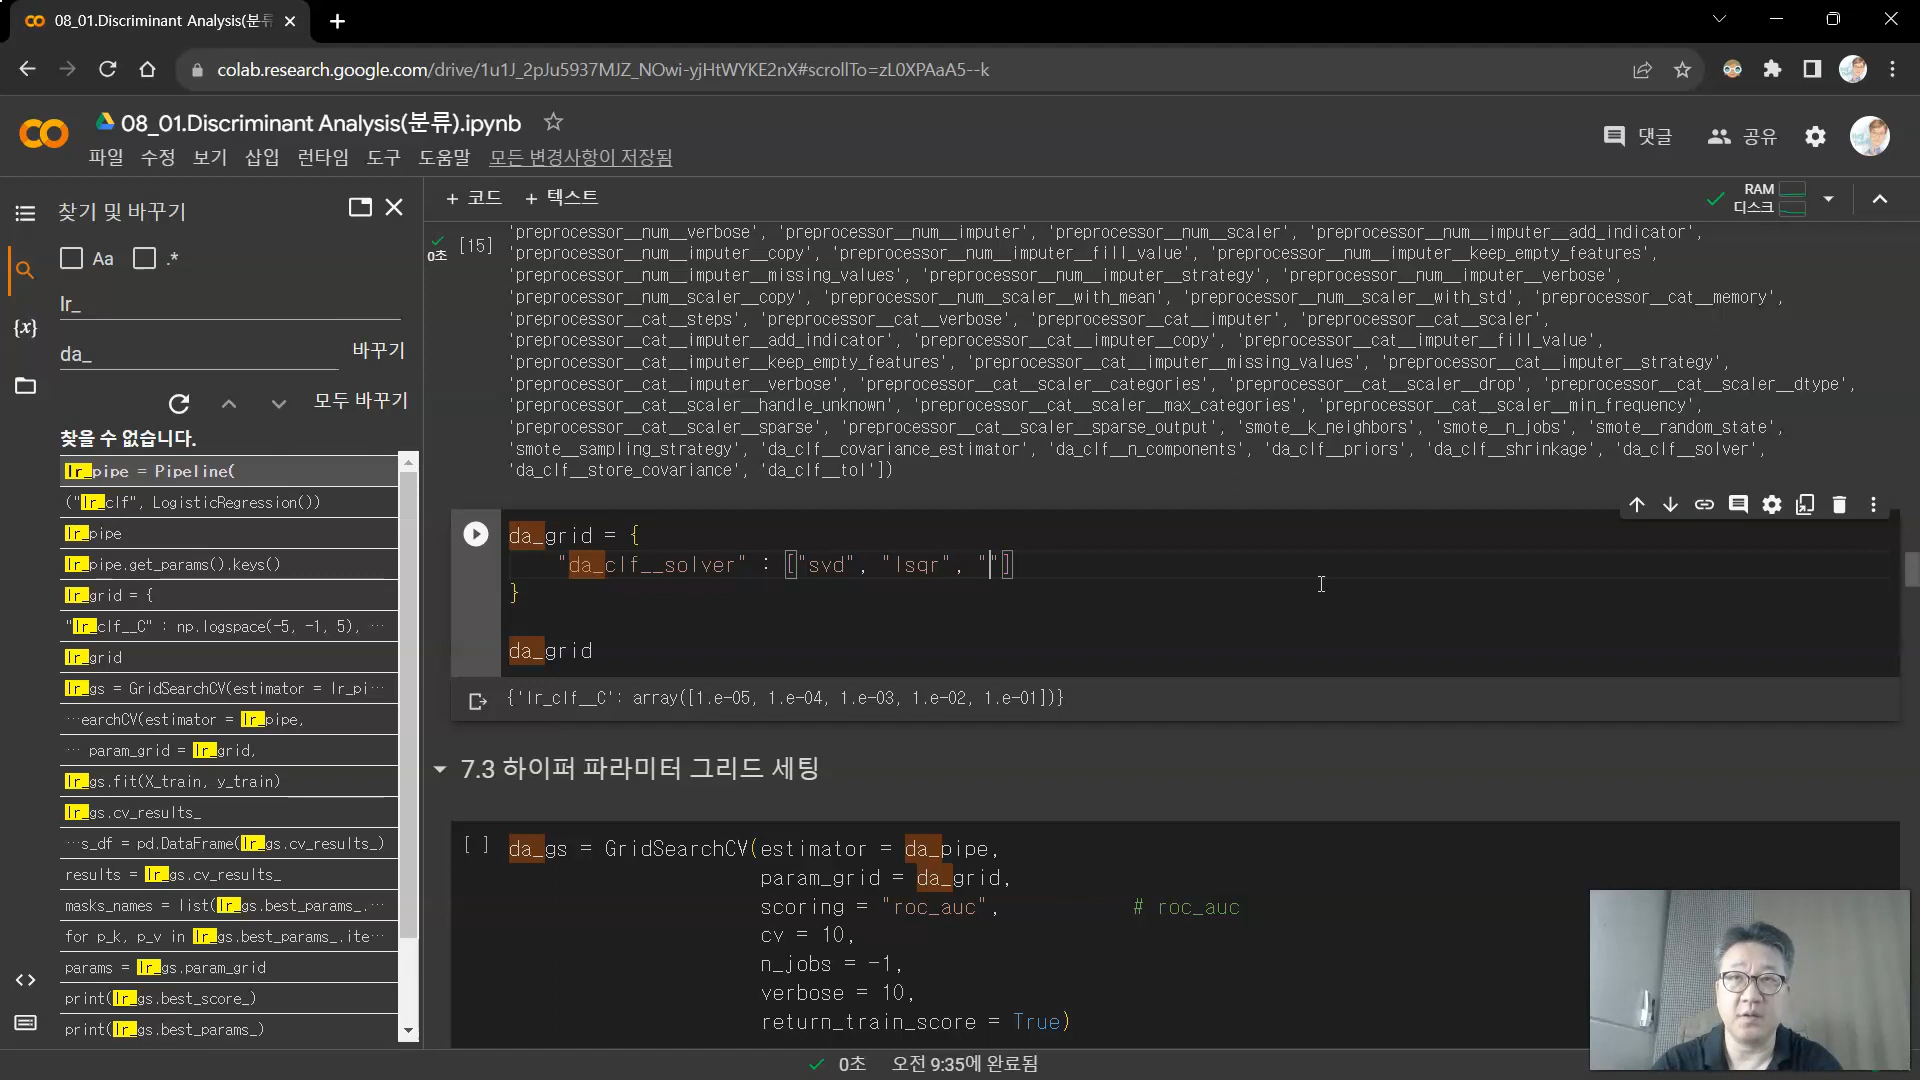 08_01.Discriminant Analysis(분류
colab.research.google.com/drive/1u1J_2pJu5937MJZ_NOwi-yjHtWYKE2nX#scrollTo=zL0XPAaA5--k
08_01.Discriminant Analysis(분류).ipynb
파일 수정 보기 삽입 런타임 도구 도움말 모든 변경사항이 저장됨
댓글 공유
찾기 및 바꾸기
Aa .*
lr_
da_ 바꾸기
모두 바꾸기
찾을 수 없습니다.
lr_pipe = Pipeline(
("lr_clf", LogisticRegression())
lr_pipe
lr_pipe.get_params().keys()
lr_grid = {
"lr_clf__C" : np.logspace(-5, -1, 5), ···
lr_grid
lr_gs = GridSearchCV(estimator = lr_pi···
···earchCV(estimator = lr_pipe,
··· param_grid = lr_grid,
lr_gs.fit(X_train, y_train)
lr_gs.cv_results_
···s_df = pd.DataFrame(lr_gs.cv_results_)
results = lr_gs.cv_results_
masks_names = list(lr_gs.best_params_.···
for p_k, p_v in lr_gs.best_params_.ite···
params = lr_gs.param_grid
print(lr_gs.best_score_)
print(lr_gs.best_params_)
+ 코드 + 텍스트
RAM
디스크
[15]
0초
'preprocessor__num__verbose', 'preprocessor__num__imputer', 'preprocessor__num__scaler', 'preprocessor__num__imputer__add_indicator',
'preprocessor__num__imputer__copy', 'preprocessor__num__imputer__fill_value', 'preprocessor__num__imputer__keep_empty_features',
'preprocessor__num__imputer__missing_values', 'preprocessor__num__imputer__strategy', 'preprocessor__num__imputer__verbose',
'preprocessor__num__scaler__copy', 'preprocessor__num__scaler__with_mean', 'preprocessor__num__scaler__with_std', 'preprocessor__cat__memory',
'preprocessor__cat__steps', 'preprocessor__cat__verbose', 'preprocessor__cat__imputer', 'preprocessor__cat__scaler',
'preprocessor__cat__imputer__add_indicator', 'preprocessor__cat__imputer__copy', 'preprocessor__cat__imputer__fill_value',
'preprocessor__cat__imputer__keep_empty_features', 'preprocessor__cat__imputer__missing_values', 'preprocessor__cat__imputer__strategy',
'preprocessor__cat__imputer__verbose', 'preprocessor__cat__scaler__categories', 'preprocessor__cat__scaler__drop', 'preprocessor__cat__scaler__dtype',
'preprocessor__cat__scaler__handle_unknown', 'preprocessor__cat__scaler__max_categories', 'preprocessor__cat__scaler__min_frequency',
'preprocessor__cat__scaler__sparse', 'preprocessor__cat__scaler__sparse_output', 'smote__k_neighbors', 'smote__n_jobs', 'smote__random_state',
'smote__sampling_strategy', 'da_clf__covariance_estimator', 'da_clf__n_components', 'da_clf__priors', 'da_clf__shrinkage', 'da_clf__solver',
'da_clf__store_covariance', 'da_clf__tol'])
da_grid = {
"da_clf__solver" : ["svd", "lsqr", ""]
}
da_grid
{'lr_clf__C': array([1.e-05, 1.e-04, 1.e-03, 1.e-02, 1.e-01])}
7.3 하이퍼 파라미터 그리드 세팅
[ ]
da_gs = GridSearchCV(estimator = da_pipe,
param_grid = da_grid,
scoring = "roc_auc", # roc_auc
cv = 10,
n_jobs = -1,
verbose = 10,
return_train_score = True)
0초 오전 9:35에 완료됨